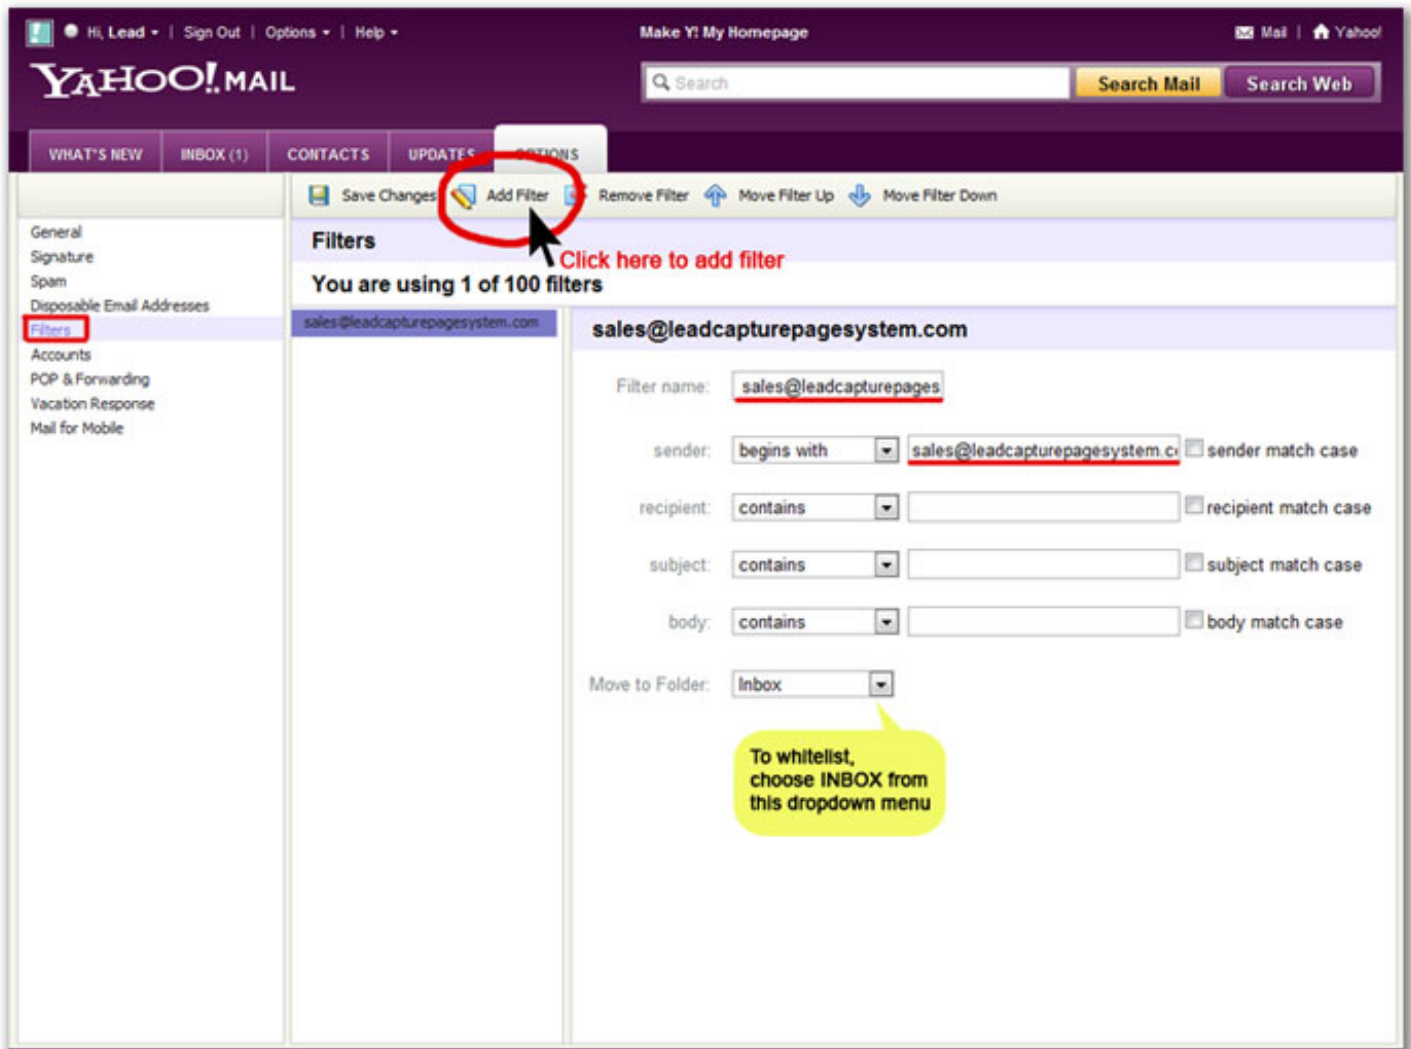 Hi, Lead | Sign Out | Options | Help
Make Y! My Homepage
Mail | Yahoo!
YAHOO! MAIL
Search
Search Mail
Search Web
WHAT'S NEW
INBOX (1)
CONTACTS
UPDATES
OPTIONS
Save Changes
Add Filter
Remove Filter
Move Filter Up
Move Filter Down
General
Signature
Spam
Disposable Email Addresses
Filters
Accounts
POP & Forwarding
Vacation Response
Mail for Mobile
Filters
Click here to add filter
You are using 1 of 100 filters
sales@leadcapturepagesystem.com
sales@leadcapturepagesystem.com
Filter name: sales@leadcapturepages
sender: begins with sales@leadcapturepagesystem.c sender match case
recipient: contains recipient match case
subject: contains subject match case
body: contains body match case
Move to Folder: Inbox
To whitelist,
choose INBOX from
this dropdown menu